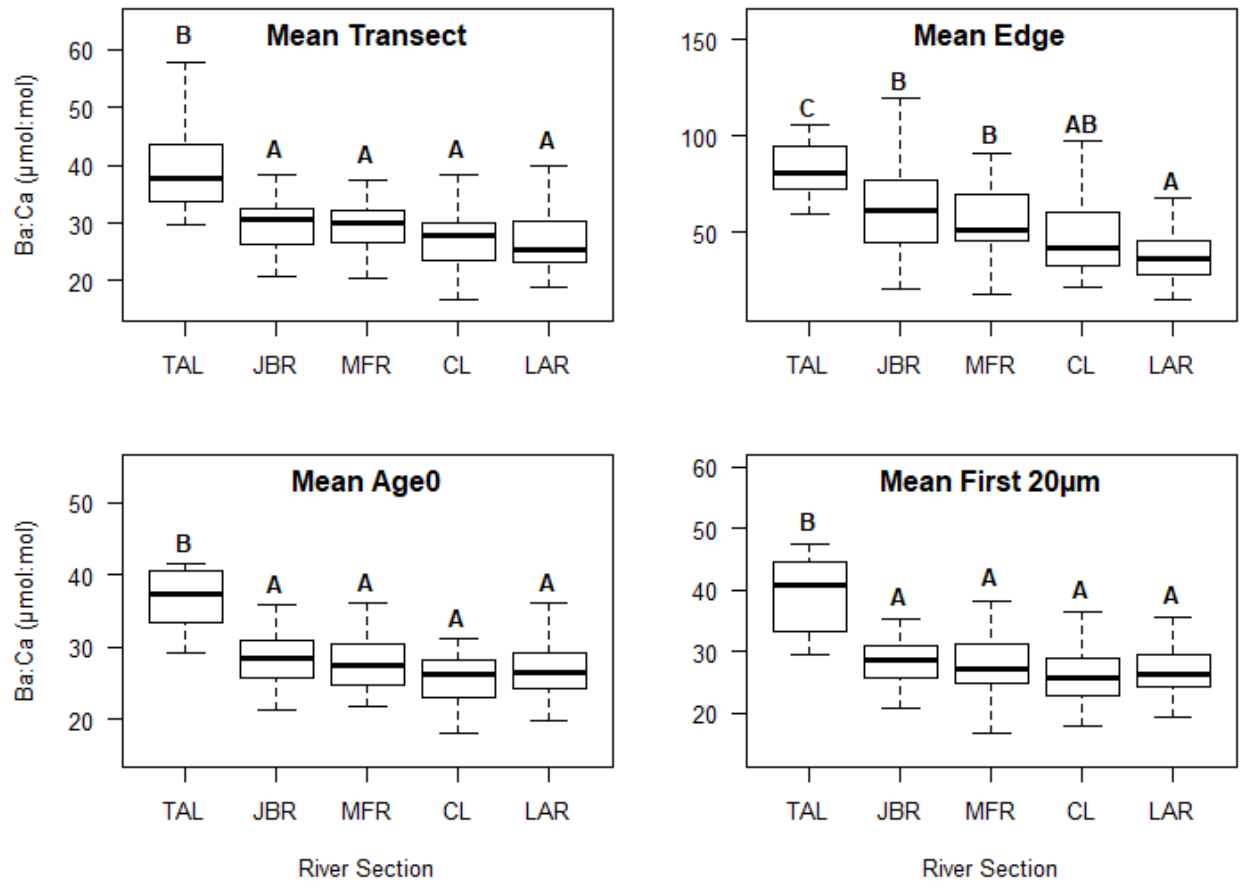 Mean Transect
Ba:Ca (µmol:mol)
60
50
40
30
20
B
A
A
A
A
TAL JBR MFR CL LAR
Mean Edge
150
100
50
C
B
B
AB
A
TAL JBR MFR CL LAR
Mean Age0
Ba:Ca (µmol:mol)
50
40
30
20
B
A
A
A
A
TAL JBR MFR CL LAR
River Section
Mean First 20µm
60
50
40
30
20
B
A
A
A
A
TAL JBR MFR CL LAR
River Section